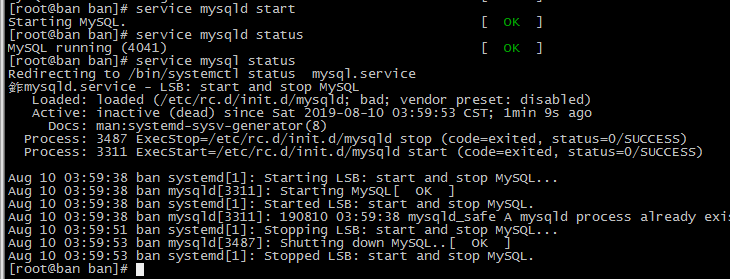 [root@ban ban]# service mysqld start
Starting MySQL. [ OK ]
[root@ban ban]# service mysqld status
MySQL running (4041) [ OK ]
[root@ban ban]# service mysql status
Redirecting to /bin/systemctl status mysql.service
鈼mysqld.service - LSB: start and stop MySQL
Loaded: loaded (/etc/rc.d/init.d/mysqld; bad; vendor preset: disabled)
Active: inactive (dead) since Sat 2019-08-10 03:59:53 CST; 1min 9s ago
Docs: man:systemd-sysv-generator(8)
Process: 3487 ExecStop=/etc/rc.d/init.d/mysqld stop (code=exited, status=0/SUCCESS)
Process: 3311 ExecStart=/etc/rc.d/init.d/mysqld start (code=exited, status=0/SUCCESS)
Aug 10 03:59:38 ban systemd[1]: Starting LSB: start and stop MySQL...
Aug 10 03:59:38 ban mysqld[3311]: Starting MySQL[ OK ]
Aug 10 03:59:38 ban systemd[1]: Started LSB: start and stop MySQL.
Aug 10 03:59:38 ban mysqld[3311]: 190810 03:59:38 mysqld_safe A mysqld process already exis
Aug 10 03:59:51 ban systemd[1]: Stopping LSB: start and stop MySQL...
Aug 10 03:59:53 ban mysqld[3487]: Shutting down MySQL..[ OK ]
Aug 10 03:59:53 ban systemd[1]: Stopped LSB: start and stop MySQL.
[root@ban ban]#